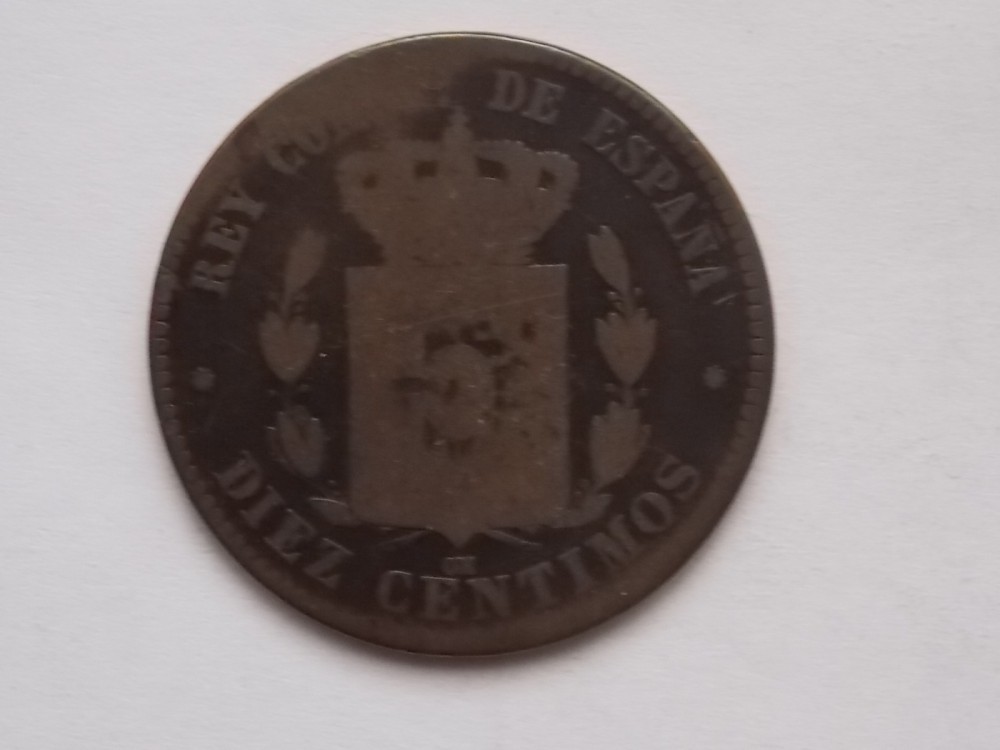 REY DE ESPAÑA
DIEZ CENTIMOS